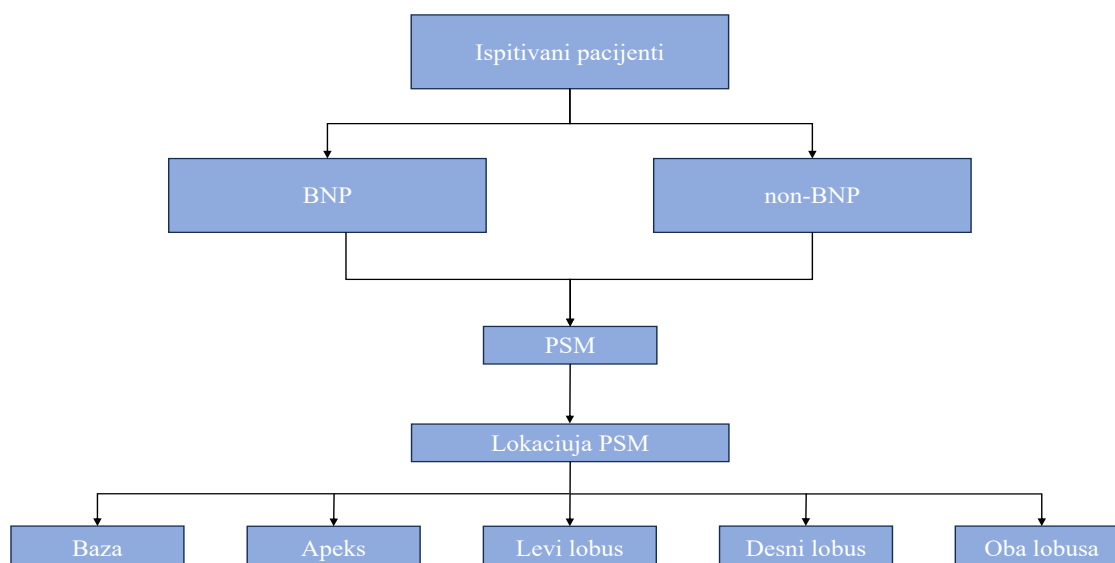 Ispitivani pacijenti
BNP
non-BNP
PSM
Lokaciuja PSM
Baza
Apeks
Levi lobus
Desni lobus
Oba lobusa